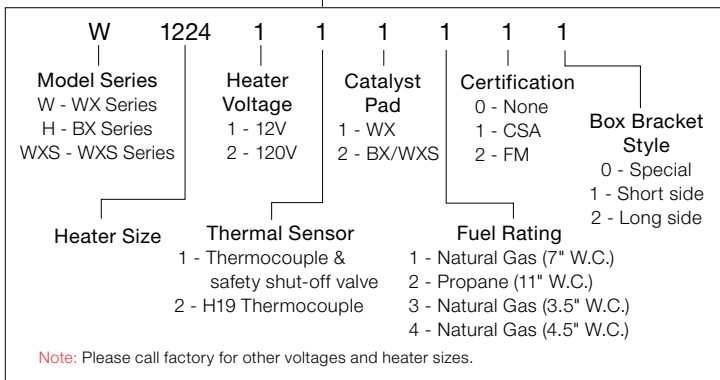 W 1224 1 1 1 1 1 1
Model Series
W - WX Series
H - BX Series
WXS - WXS Series
Heater
Voltage
1 - 12V
2 - 120V
Catalyst
Pad
1 - WX
2 - BX/WXS
Certification
0 - None
1 - CSA
2 - FM
Box Bracket
Style
0 - Special
1 - Short side
2 - Long side
Heater Size
Thermal Sensor
1 - Thermocouple &
safety shut-off valve
2 - H19 Thermocouple
Fuel Rating
1 - Natural Gas (7" W.C.)
2 - Propane (11" W.C.)
3 - Natural Gas (3.5" W.C.)
4 - Natural Gas (4.5" W.C.)
Note: Please call factory for other voltages and heater sizes.